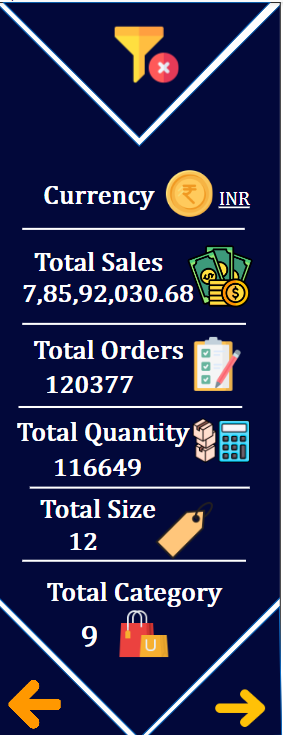 Currency ₹ INR
Total Sales
7,85,92,030.68
$
$
Total Orders
120377
Total Quantity
116649
Total Size
12
Total Category
9
U